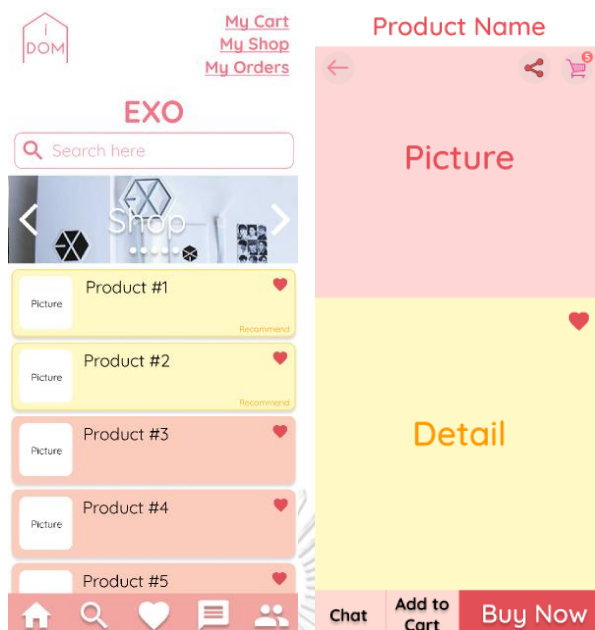 i
DOM
My Cart
My Shop
My Orders
EXO
Search here
Shop
Picture
Product #1
Recommend
Picture
Product #2
Recommend
Picture
Product #3
Picture
Product #4
Product #5
Product Name
5
Picture
Detail
Chat
Add to
Cart
Buy Now